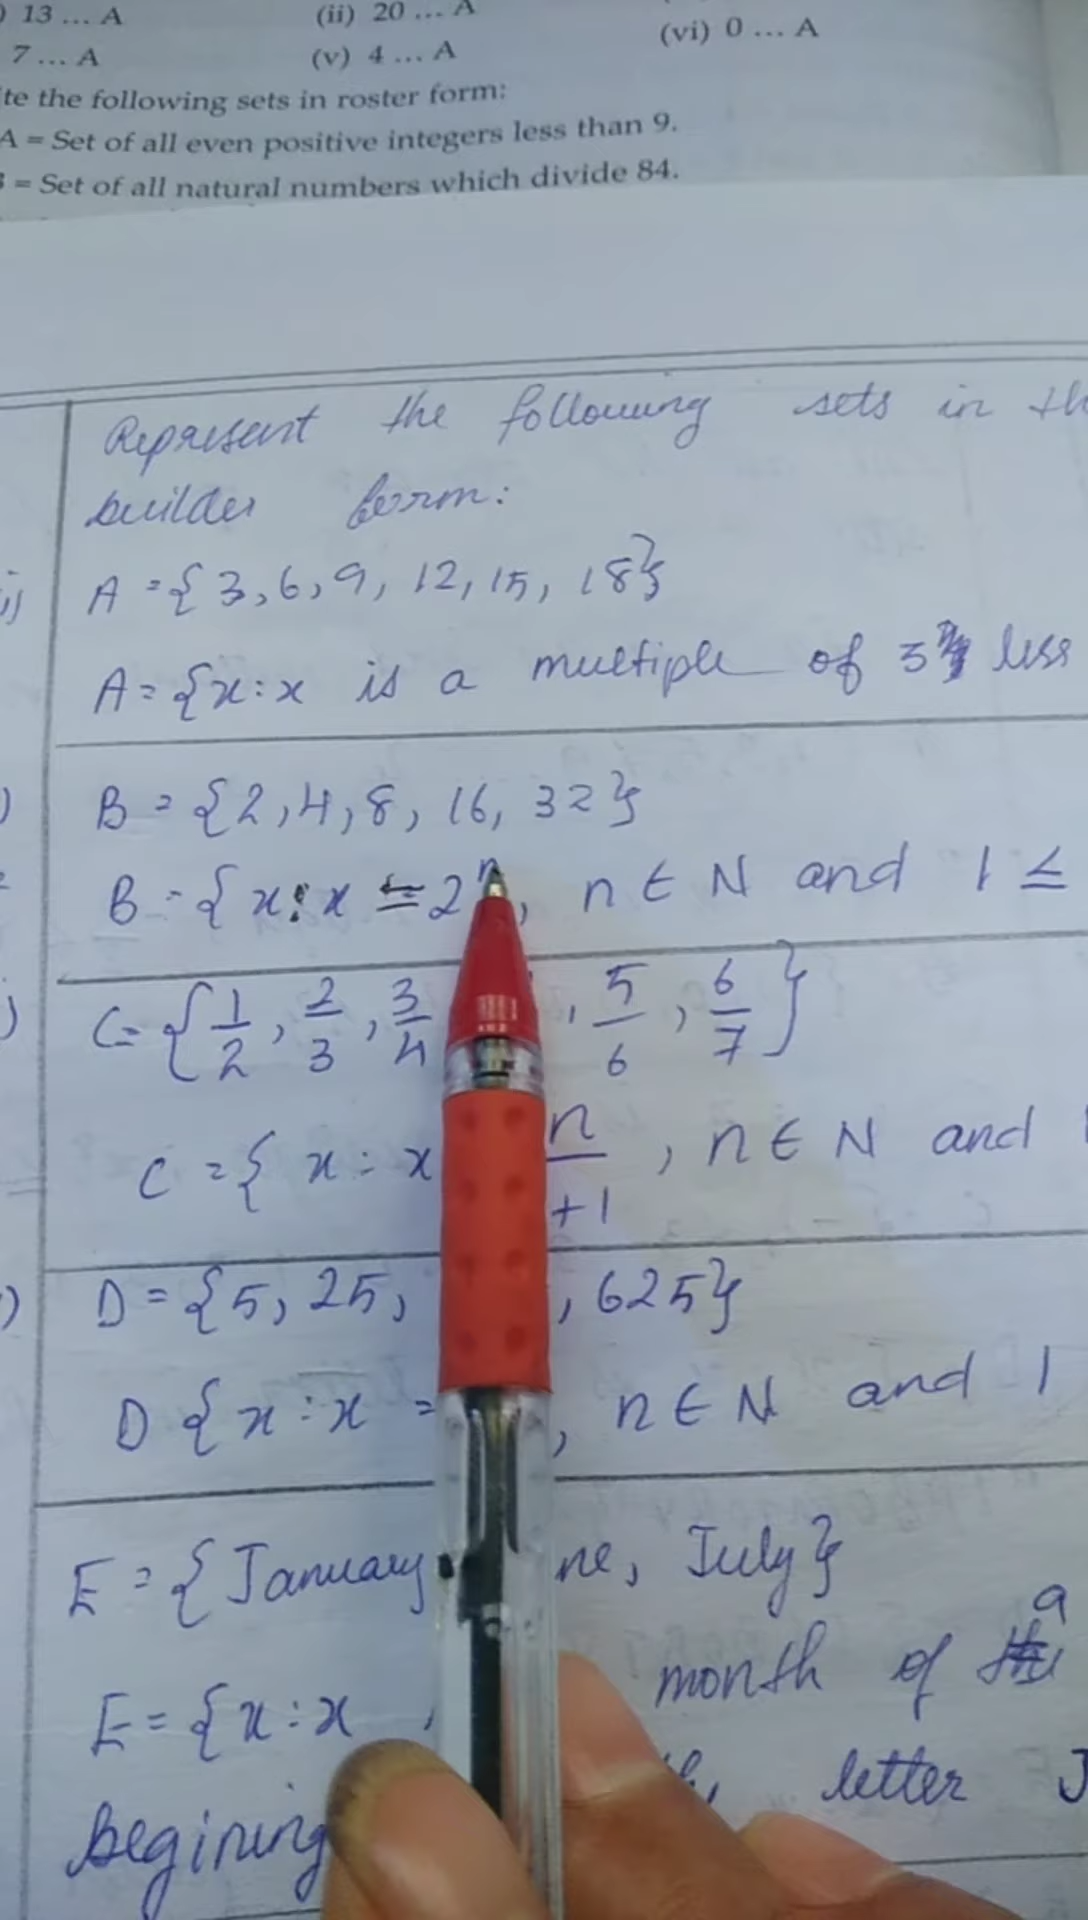 13 ... A (ii) 20 ... A
7 ... A (v) 4 ... A (vi) 0 ... A
te the following sets in roster form:
A = Set of all even positive integers less than 9.
= Set of all natural numbers which divide 84.
Represent the following sets in th
builder form:
A = {3, 6, 9, 12, 15, 18}
A = {x : x is a multiple of 3 less
B = {2, 4, 8, 16, 32}
B = {x : x = 2ⁿ, n ∈ N and 1 ≤
C = {1/2, 2/3, 3/4 , 5/6, 6/7}
C = { x : x n/+1, n ∈ N and
D = {5, 25, , 625}
D {x : x = , n ∈ N and 1
E = {January ne, July}
E = {x : x month of a
begining letter J